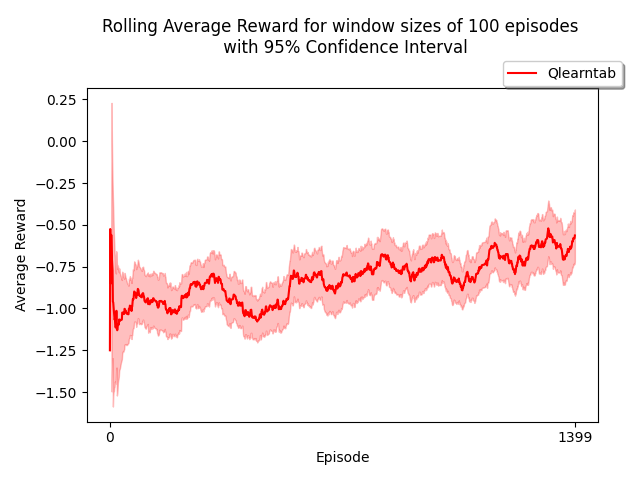 Rolling Average Reward for window sizes of 100 episodes
with 95% Confidence Interval
Qlearntab
0.25
0.00
−0.25
−0.50
−0.75
−1.00
−1.25
−1.50
Average Reward
0
1399
Episode